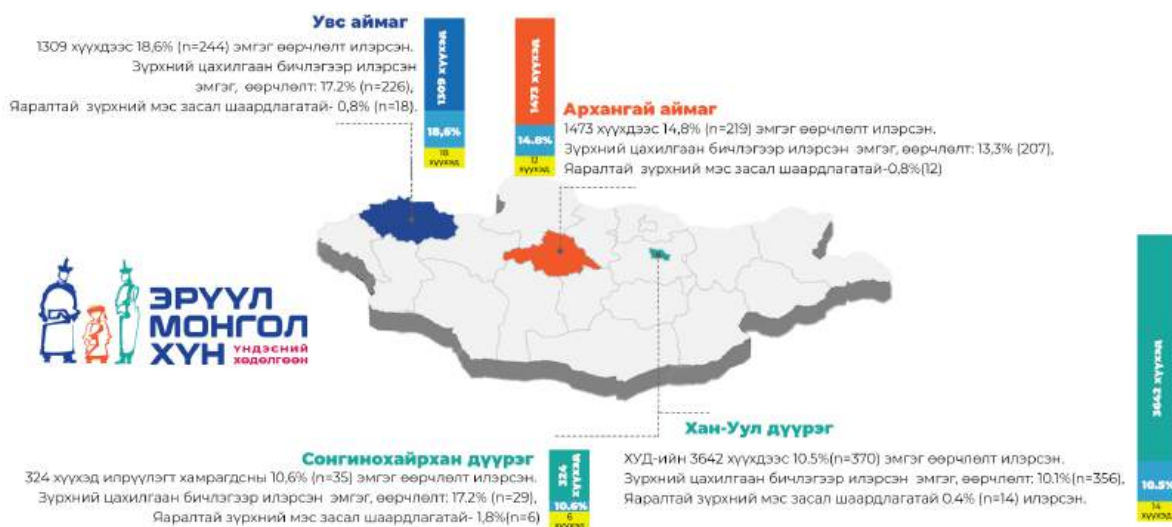 Увс аймаг
1309 хүүхдээс 18,6% (n=244) эмгэг өөрчлөлт илэрсэн.
Зүрхний цахилгаан бичлэгээр илэрсэн
эмгэг, өөрчлөлт: 17.2% (n=226),
Яаралтай зүрхний мэс засал шаардлагатай- 0,8% (n=18).
1309 хүүхэд
18,6%
18
хүүхэд
1473 хүүхэд
14.8%
12
хүүхэд
Архангай аймаг
1473 хүүхдээс 14,8% (n=219) эмгэг өөрчлөлт илэрсэн.
Зүрхний цахилгаан бичлэгээр илэрсэн эмгэг, өөрчлөлт: 13,3% (207),
Яаралтай зүрхний мэс засал шаардлагатай-0,8%(12)
ЭРҮҮЛ
МОНГОЛ
ХҮН ҮНДЭСНИЙ
ХӨДӨЛГӨӨН
Сонгинохайрхан дүүрэг
324 хүүхэд илрүүлэгт хамрагдсны 10,6% (n=35) эмгэг өөрчлөлт илэрсэн.
Зүрхний цахилгаан бичлэгээр илэрсэн эмгэг, өөрчлөлт: 17.2% (n=29),
Яаралтай зүрхний мэс засал шаардлагатай- 1,8%(n=6)
324
хүүхэд
10.6%
6
хүүхэд
Хан-Уул дүүрэг
ХУД-ийн 3642 хүүхдээс 10.5%(n=370) эмгэг өөрчлөлт илэрсэн.
Зүрхний цахилгаан бичлэгээр илэрсэн эмгэг, өөрчлөлт: 10.1%(n=356),
Яаралтай зүрхний мэс засал шаардлагатай 0.4% (n=14) илэрсэн.
3642 хүүхэд
10.5%
14
хүүхэд